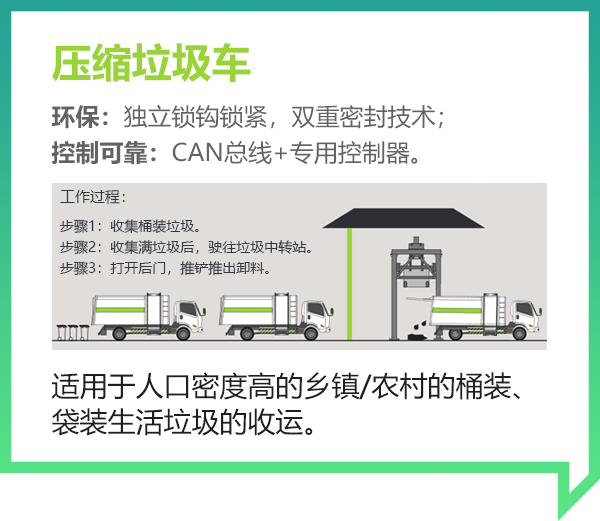 压缩垃圾车
环保：独立锁钩锁紧，双重密封技术；
控制可靠：CAN总线+专用控制器。
工作过程：
步骤1：收集桶装垃圾。
步骤2：收集满垃圾后，驶往垃圾中转站。
步骤3：打开后门，推铲推出卸料。
适用于人口密度高的乡镇/农村的桶装、
袋装生活垃圾的收运。